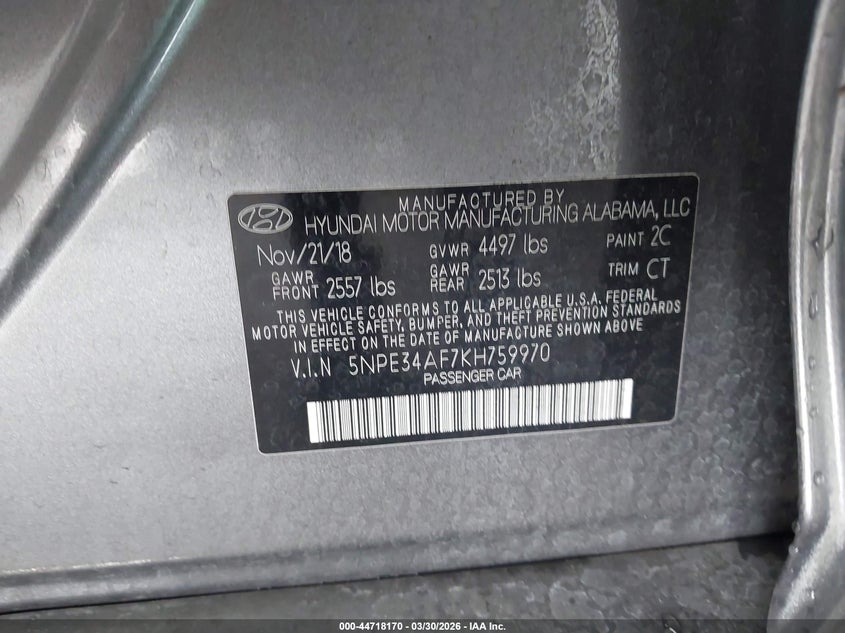 MANUFACTURED BY
HYUNDAI MOTOR MANUFACTURING ALABAMA, LLC
Nov/21/18 GVWR 4497 lbs PAINT 2C
GAWR FRONT 2557 lbs GAWR REAR 2513 lbs TRIM CT
THIS VEHICLE CONFORMS TO ALL APPLICABLE U.S.A. FEDERAL
MOTOR VEHICLE SAFETY, BUMPER, AND THEFT PREVENTION STANDARDS
IN EFFECT ON THE DATE OF MANUFACTURE SHOWN ABOVE
V.I.N 5NPE34AF7KH759970
PASSENGER CAR
000-44718170 - 03/30/2026 - IAA Inc.